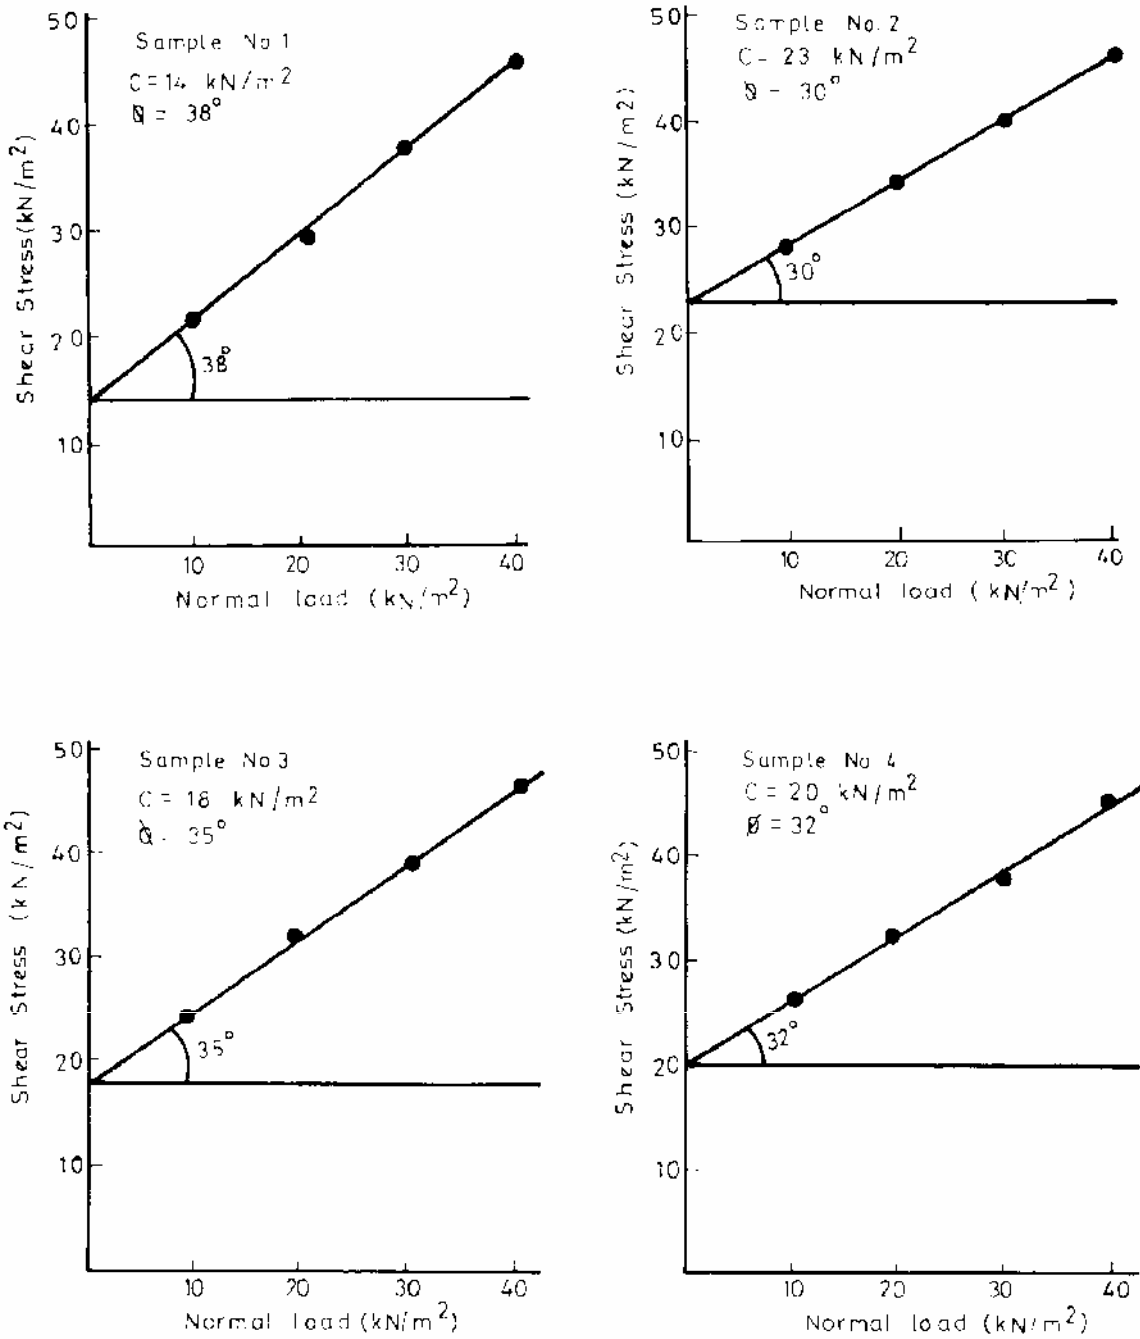 50
40
30
20
10
Shear Stress (kN/m²)
Sample No 1
C = 14 kN/m²
Ø = 38°
38°
10 20 30 40
Normal load (kN/m²)
50
40
30
20
10
Shear Stress (kN/m2)
Sample No. 2
C - 23 kN/m²
Ø - 30°
30°
10 20 30 40
Normal load (kN/m²)
50
40
30
20
10
Shear Stress (kN/m²)
Sample No 3
C = 18 kN/m²
Ø - 35°
35°
10 20 30 40
Normal load (kN/m²)
50
40
30
20
10
Shear Stress (kN/m²)
Sample No 4
C = 20 kN/m²
Ø = 32°
32°
10 20 30 40
Normal load (kN/m²)